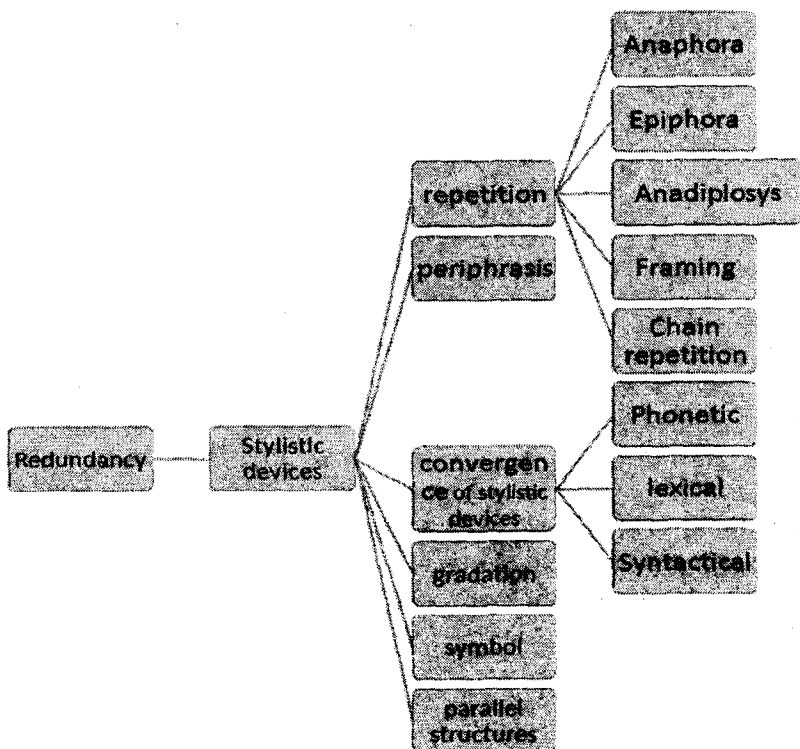 Redundancy
Stylistic
devices
repetition
periphrasis
convergen
ce of stylistic
devices
gradation
symbol
parallel
structures
Anaphora
Epiphora
Anadiplosys
Framing
Chain
repetition
Phonetic
lexical
Syntactical